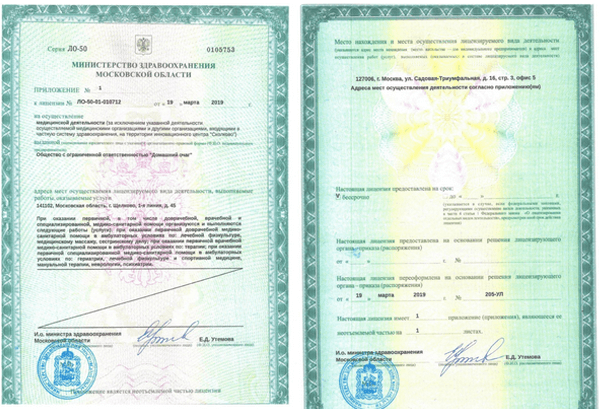 Серия ЛО-50
0105753
МИНИСТЕРСТВО ЗДРАВООХРАНЕНИЯ
МОСКОВСКОЙ ОБЛАСТИ
ПРИЛОЖЕНИЕ № 1
к лицензии № ЛО-50-01-010712 от « 19 » марта 2019 г.
на осуществление
медицинской деятельности (за исключением указанной деятельности
осуществляемой медицинскими организациями и другими организациями, входящими в
частную систему здравоохранения, на территории инновационного центра "Сколково)
Общество с ограниченной ответственностью "Домашний очаг"
адреса мест осуществления лицензируемого вида деятельности, выполняемые
работы, оказываемые услуги
141102, Московская область, г. Щелково, 1-я линия, д. 45
При оказании первичной, в том числе доврачебной, врачебной и
специализированной, медико-санитарной помощи организуются и выполняются
следующие работы (услуги): при оказании первичной доврачебной медико-
санитарной помощи в амбулаторных условиях по: лечебной физкультуре,
медицинскому массажу, сестринскому делу; при оказании первичной врачебной
медико-санитарной помощи в амбулаторных условиях по: терапии; при оказании
первичной специализированной медико-санитарной помощи в амбулаторных
условиях по: гериатрии, лечебной физкультуре и спортивной медицине,
мануальной терапии, неврологии, психиатрии.
И.о. министра здравоохранения
Московской области
Е.Д. Утемова
Приложение является неотъемлемой частью лицензии
Место нахождения и места осуществления лицензируемого вида деятельности
127006, г. Москва, ул. Садовая-Триумфальная, д. 16, стр. 3, офис 5
Адреса мест осуществления деятельности согласно приложению(ям)
Настоящая лицензия предоставлена на срок:
V бессрочно
до « » г.
Настоящая лицензия предоставлена на основании решения лицензирующего
органа-приказа (распоряжения)
от « » г. №
Настоящая лицензия переоформлена на основании решения лицензирующего
органа - приказа (распоряжения)
от « 19 » марта 2019 г. № 205-УЛ
Настоящая лицензия имеет 1 приложение (приложения), являющееся ее
неотъемлемой частью на 1 листах.
И.о. министра здравоохранения
Московской области
Е.Д. Утемова